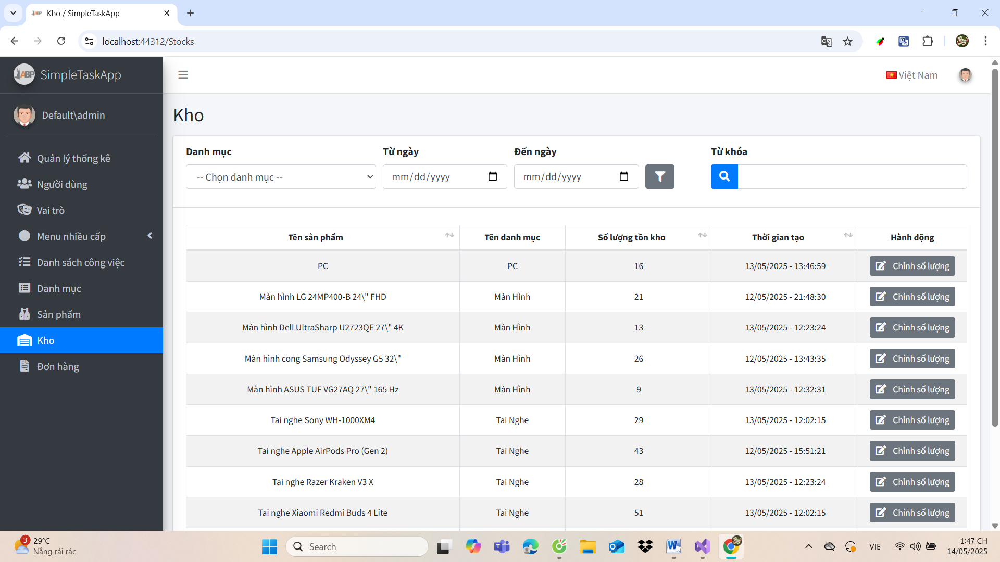 Kho / SimpleTaskApp
localhost:44312/Stocks
ABP SimpleTaskApp
Việt Nam
Default\admin
Quản lý thống kê
Người dùng
Vai trò
Menu nhiều cấp
Danh sách công việc
Danh mục
Sản phẩm
Kho
Đơn hàng
Kho
Danh mục Từ ngày Đến ngày Từ khóa
-- Chọn danh mục -- mm/dd/yyyy mm/dd/yyyy
Tên sản phẩm Tên danh mục Số lượng tồn kho Thời gian tạo Hành động
PC PC 16 13/05/2025 - 13:46:59 Chỉnh số lượng
Màn hình LG 24MP400-B 24\" FHD Màn Hình 21 12/05/2025 - 21:48:30 Chỉnh số lượng
Màn hình Dell UltraSharp U2723QE 27\" 4K Màn Hình 13 13/05/2025 - 12:23:24 Chỉnh số lượng
Màn hình cong Samsung Odyssey G5 32\" Màn Hình 26 12/05/2025 - 13:43:35 Chỉnh số lượng
Màn hình ASUS TUF VG27AQ 27\" 165 Hz Màn Hình 9 13/05/2025 - 12:32:31 Chỉnh số lượng
Tai nghe Sony WH-1000XM4 Tai Nghe 29 13/05/2025 - 12:02:15 Chỉnh số lượng
Tai nghe Apple AirPods Pro (Gen 2) Tai Nghe 43 12/05/2025 - 15:51:21 Chỉnh số lượng
Tai nghe Razer Kraken V3 X Tai Nghe 28 13/05/2025 - 12:23:24 Chỉnh số lượng
Tai nghe Xiaomi Redmi Buds 4 Lite Tai Nghe 51 13/05/2025 - 12:02:15 Chỉnh số lượng
3 29°C
Nắng rải rác
Search
VIE
1:47 CH
14/05/2025